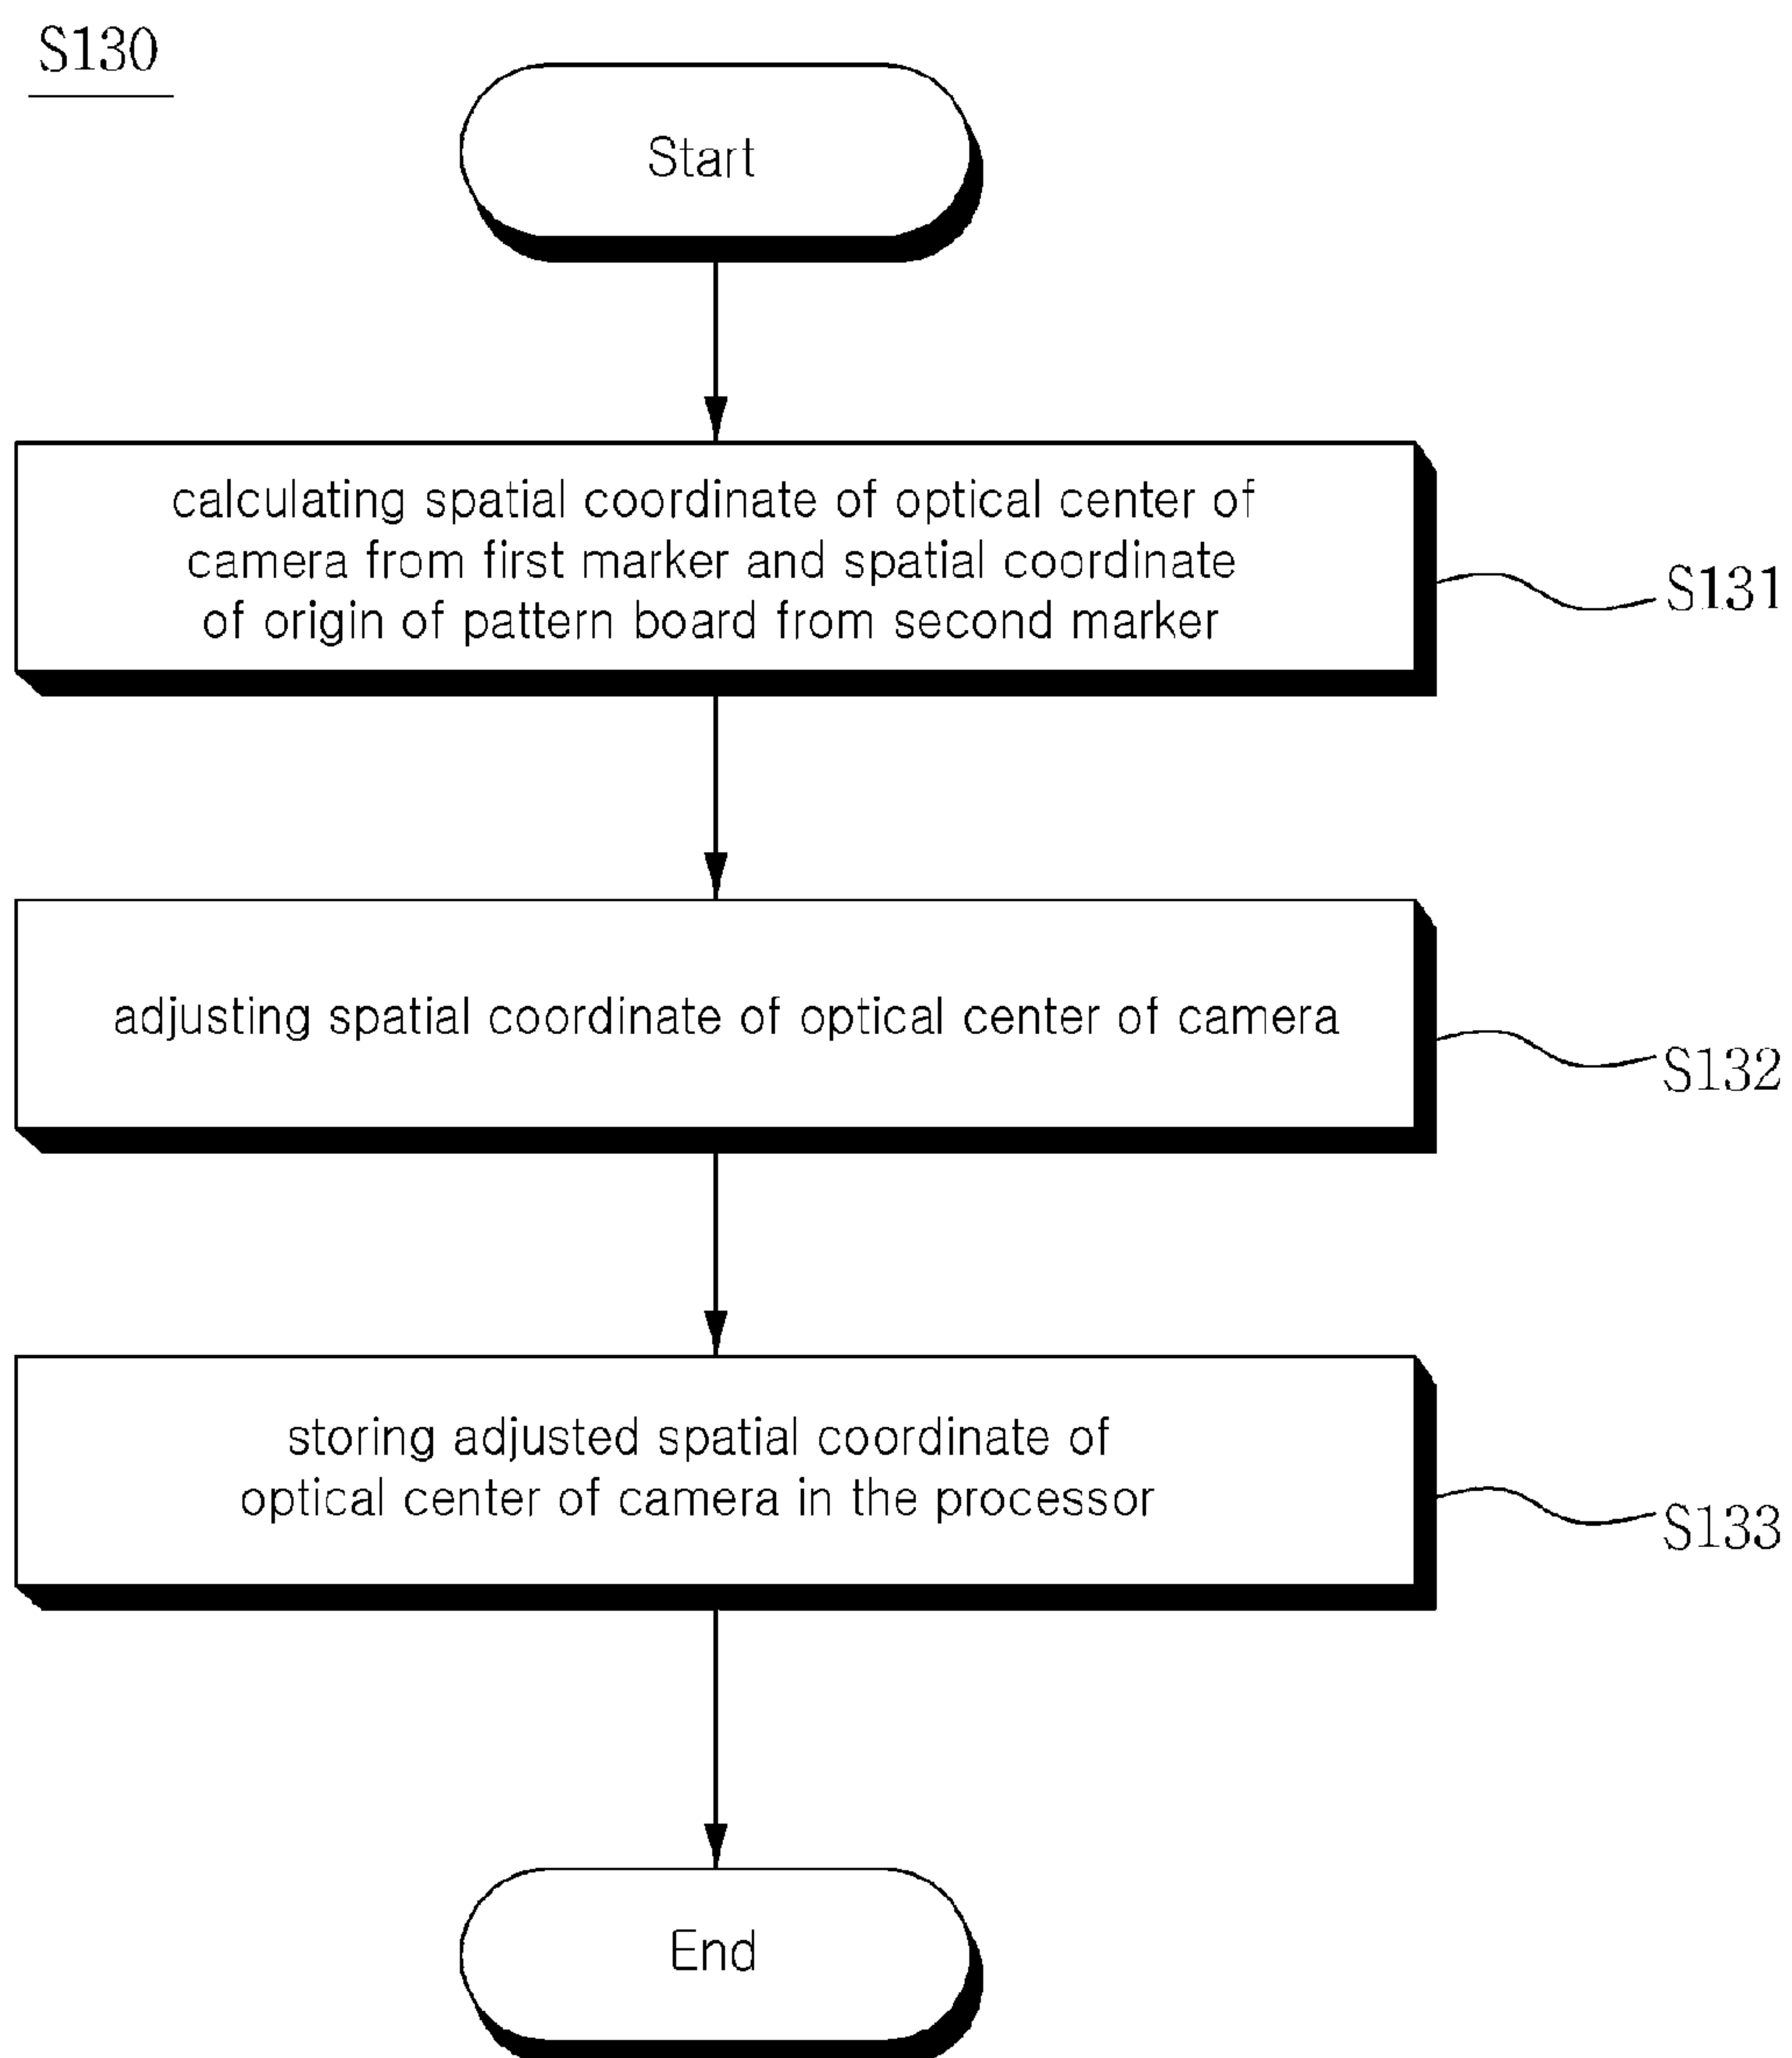 S130
Start
calculating spatial coordinate of optical center of
camera from first marker and spatial coordinate
of origin of pattern board from second marker
S131
adjusting spatial coordinate of optical center of camera
S132
storing adjusted spatial coordinate of
optical center of camera in the processor
S133
End